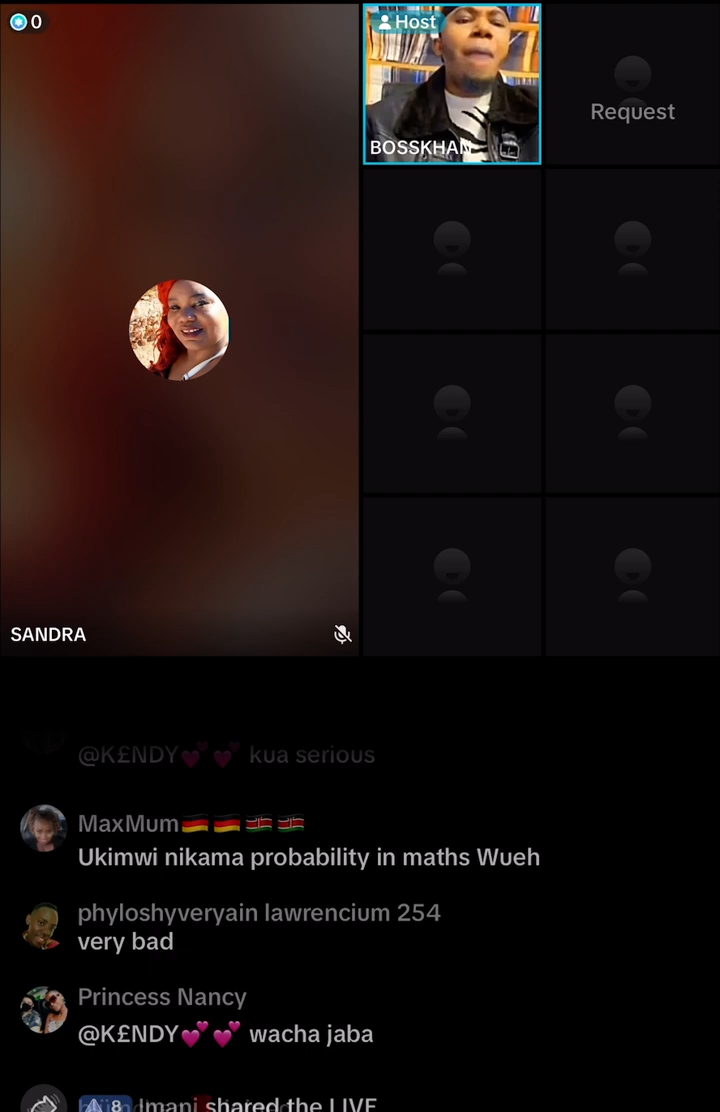 0
Host
BOSSKHAN
Request
SANDRA
@K£NDY💕💕 kua serious
MaxMum🇩🇪🇩🇪🇰🇪🇰🇪
Ukimwi nikama probability in maths Wueh
phyloshyveryain lawrencium 254
very bad
Princess Nancy
@K£NDY💕💕 wacha jaba
8 Imani shared the LIVE